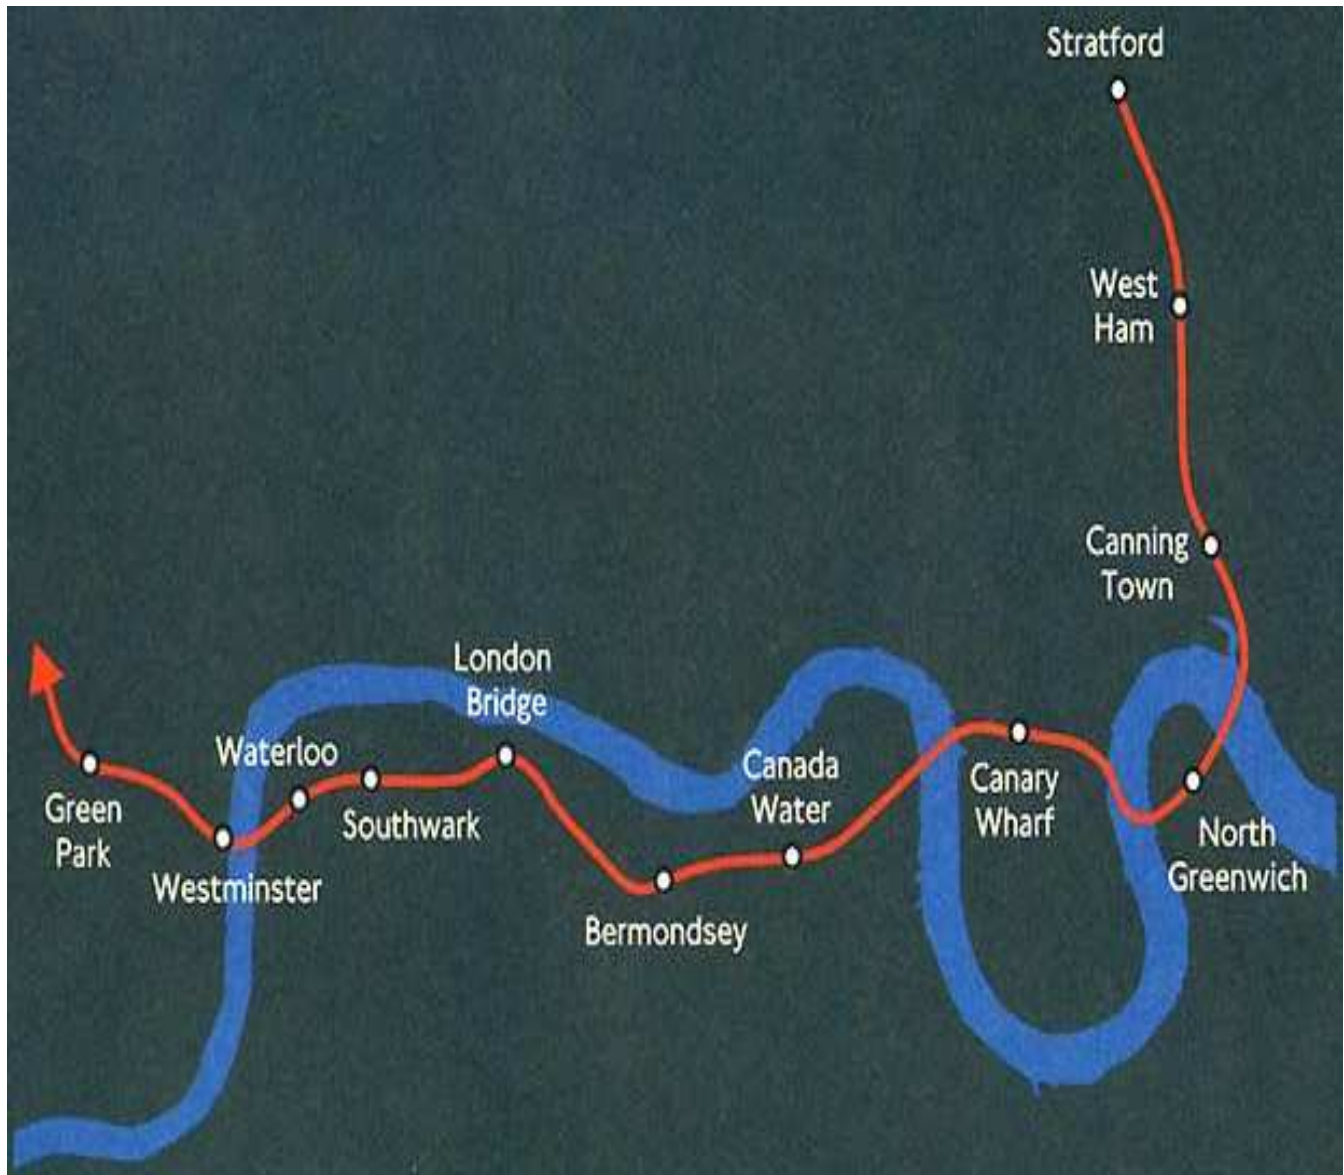 Stratford
West
Ham
Canning
Town
London
Bridge
Waterloo
Canada
Water
Canary
Wharf
Green
Park
Southwark
North
Greenwich
Westminster
Bermondsey